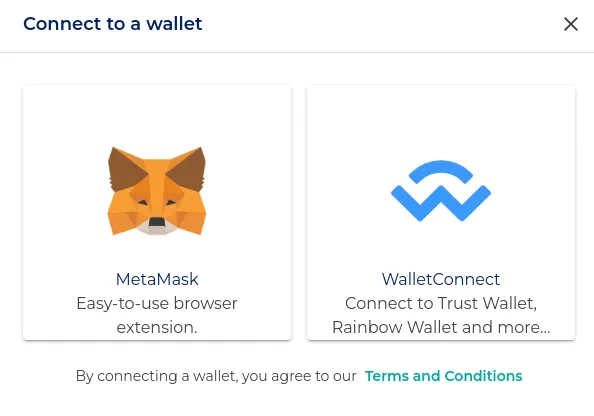 Connect to a wallet
MetaMask
Easy-to-use browser
extension.
WalletConnect
Connect to Trust Wallet,
Rainbow Wallet and more...
By connecting a wallet, you agree to our Terms and Conditions